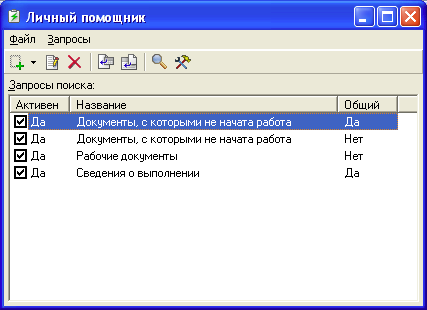 Личный помощник
Файл Запросы
Запросы поиска:
Активен Название Общий
Да Документы, с которыми не начата работа Да
Да Документы, с которыми не начата работа Нет
Да Рабочие документы Нет
Да Сведения о выполнении Да